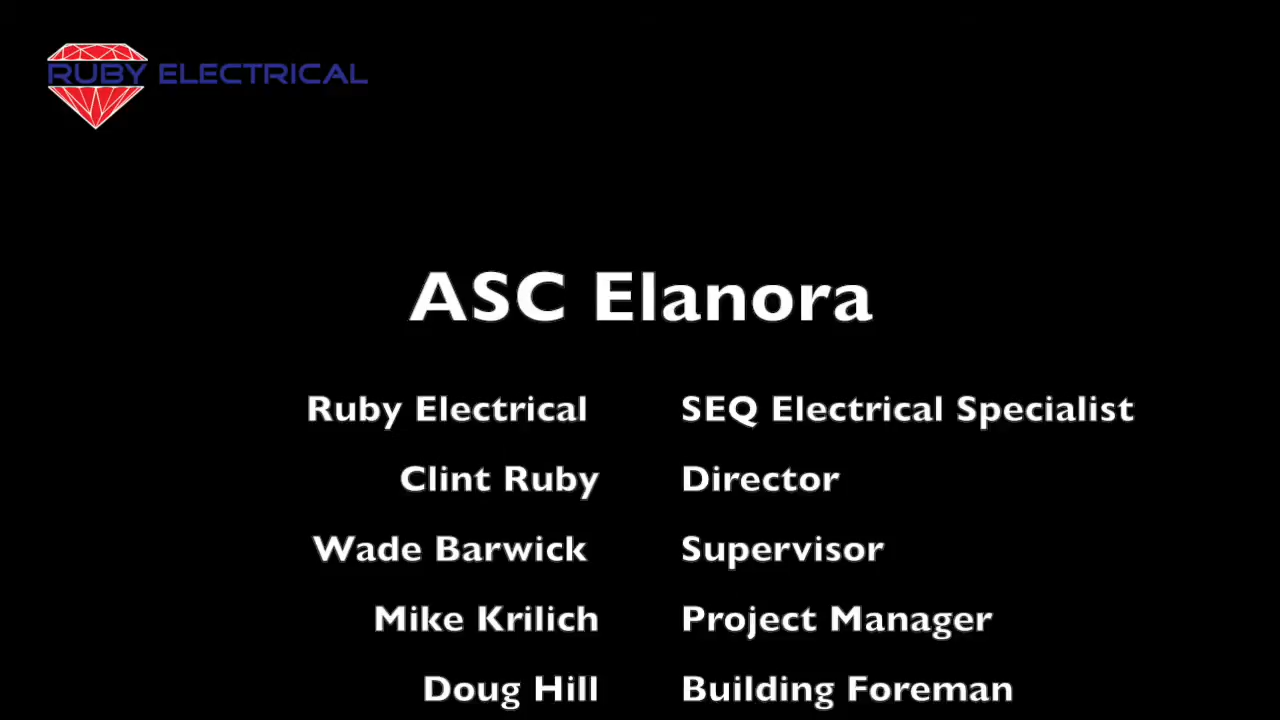 RUBY ELECTRICAL
ASC Elanora
Ruby Electrical SEQ Electrical Specialist
Clint Ruby Director
Wade Barwick Supervisor
Mike Krilich Project Manager
Doug Hill Building Foreman